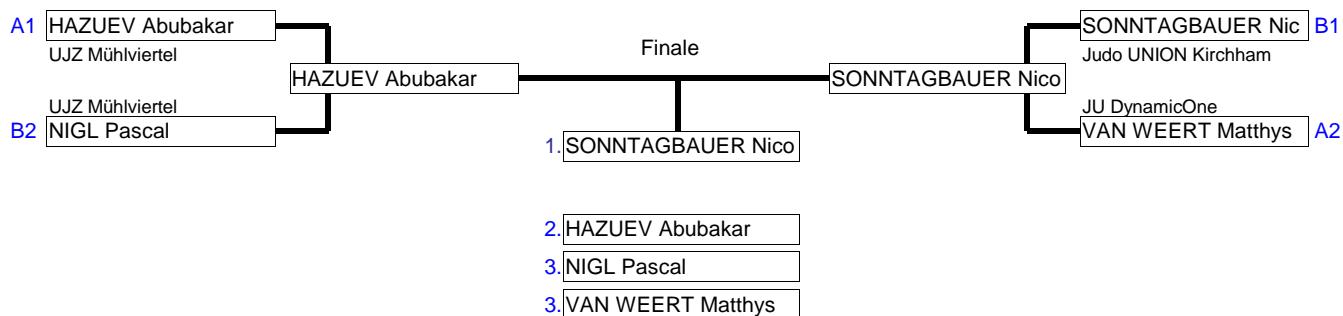 A1 HAZUEV Abubakar
UJZ Mühlviertel
HAZUEV Abubakar
UJZ Mühlviertel
B2 NIGL Pascal
Finale
SONNTAGBAUER Nic B1
Judo UNION Kirchham
SONNTAGBAUER Nico
JU DynamicOne
VAN WEERT Matthys A2
1. SONNTAGBAUER Nico
2. HAZUEV Abubakar
3. NIGL Pascal
3. VAN WEERT Matthys